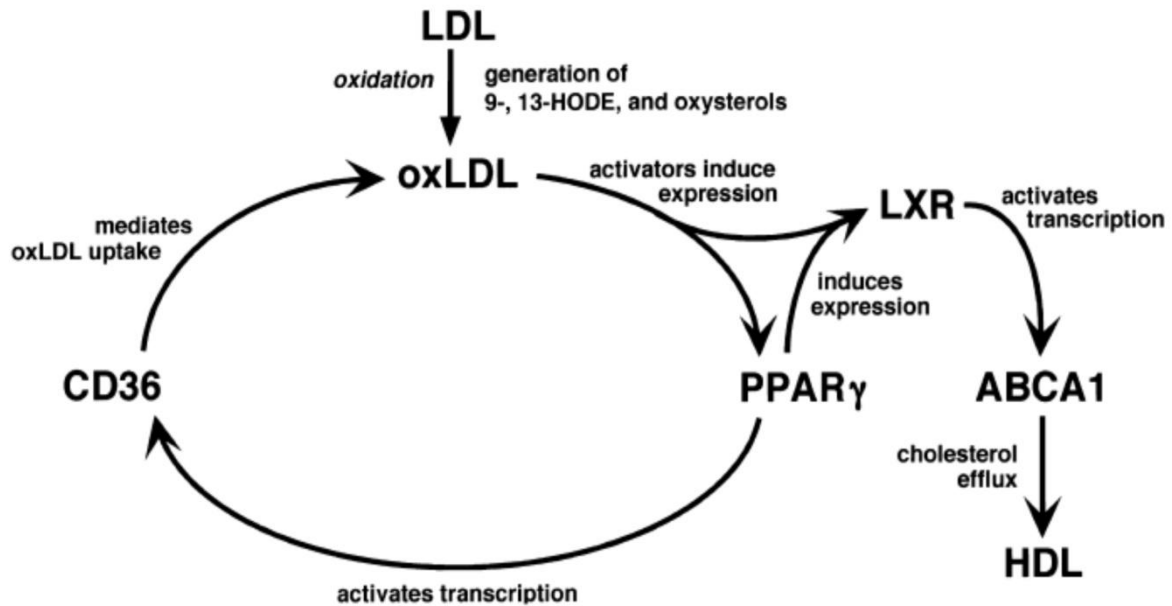 LDL
oxidation
generation of
9-, 13-HODE, and oxysterols
oxLDL
activators induce
expression
LXR
activates
transcription
mediates
oxLDL uptake
induces
expression
CD36
PPARγ
ABCA1
cholesterol
efflux
HDL
activates transcription